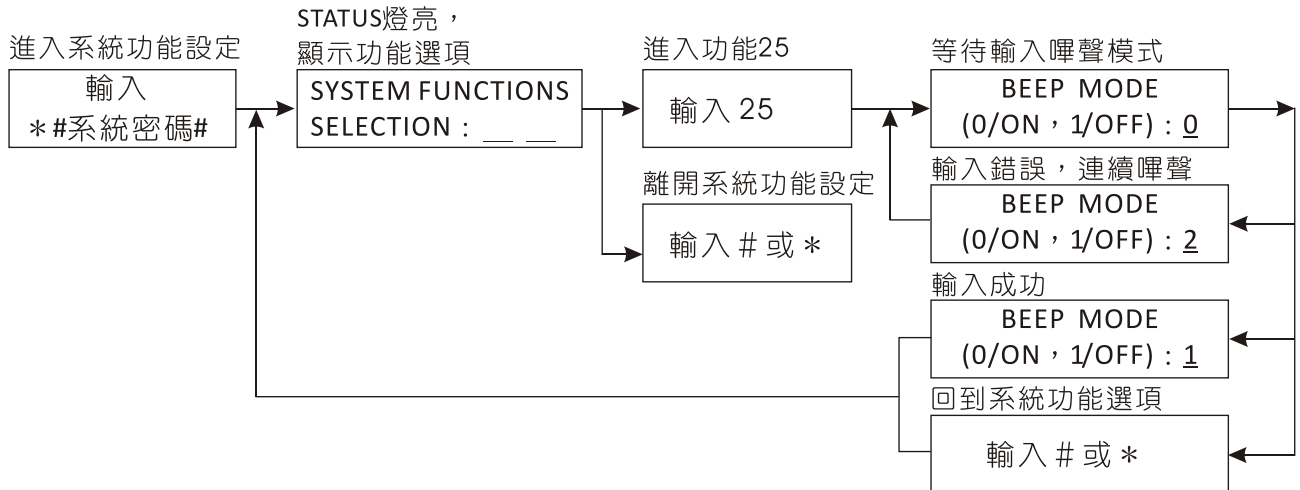 進入系統功能設定
輸入
＊#系統密碼#
STATUS燈亮，
顯示功能選項
SYSTEM FUNCTIONS
SELECTION：__ __
進入功能25
輸入 25
離開系統功能設定
輸入＃或＊
等待輸入嗶聲模式
BEEP MODE
(0/ON，1/OFF)：0
輸入錯誤，連續嗶聲
BEEP MODE
(0/ON，1/OFF)：2
輸入成功
BEEP MODE
(0/ON，1/OFF)：1
回到系統功能選項
輸入＃或＊